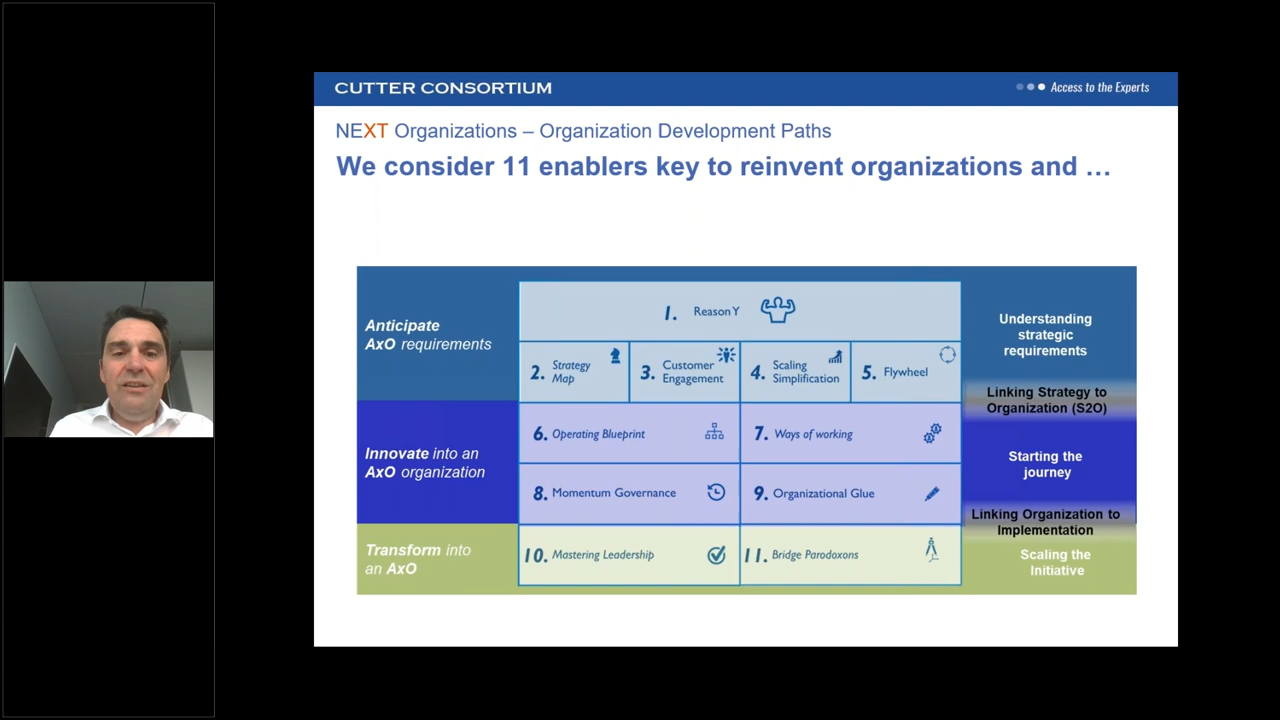 CUTTER CONSORTIUM
Access to the Experts
NEXT Organizations – Organization Development Paths
We consider 11 enablers key to reinvent organizations and …
Anticipate
AxO requirements
1. Reason Y
2. Strategy
Map
3. Customer
Engagement
4. Scaling
Simplification
5. Flywheel
Understanding
strategic
requirements
Linking Strategy to
Organization (S2O)
Innovate into an
AxO organization
6. Operating Blueprint
7. Ways of working
8. Momentum Governance
9. Organizational Glue
Starting the
journey
Linking Organization to
Implementation
Transform into
an AxO
10. Mastering Leadership
11. Bridge Parodoxons
Scaling the
Initiative